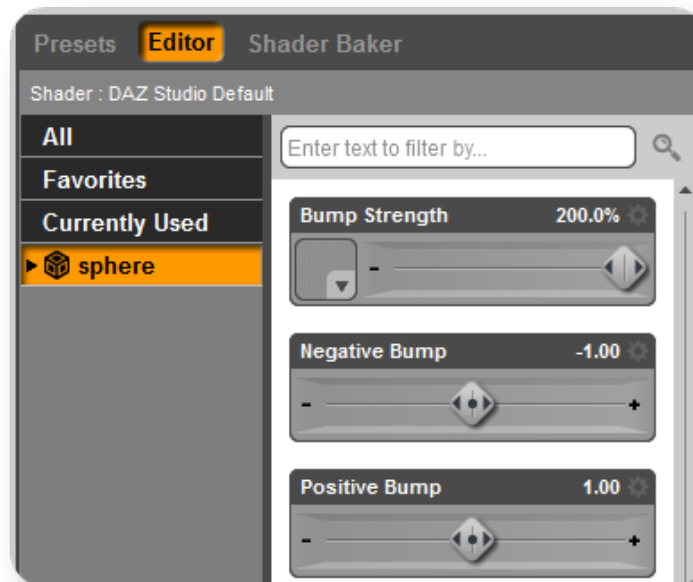 Presets Editor Shader Baker
Shader : DAZ Studio Default
All
Favorites
Currently Used
sphere
Enter text to filter by...
Bump Strength 200.0%
-
Negative Bump -1.00
- +
Positive Bump 1.00
- +